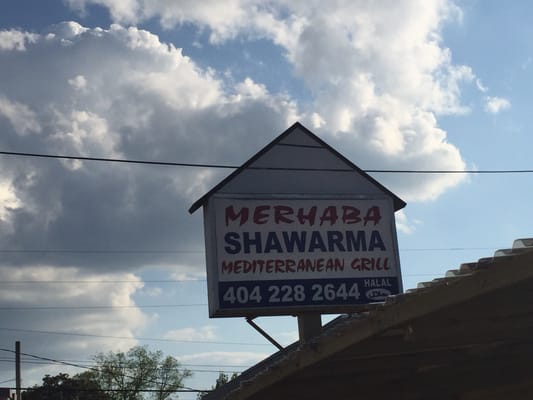 MERHABA
SHAWARMA
MEDITERRANEAN GRILL
404 228 2644 HALAL